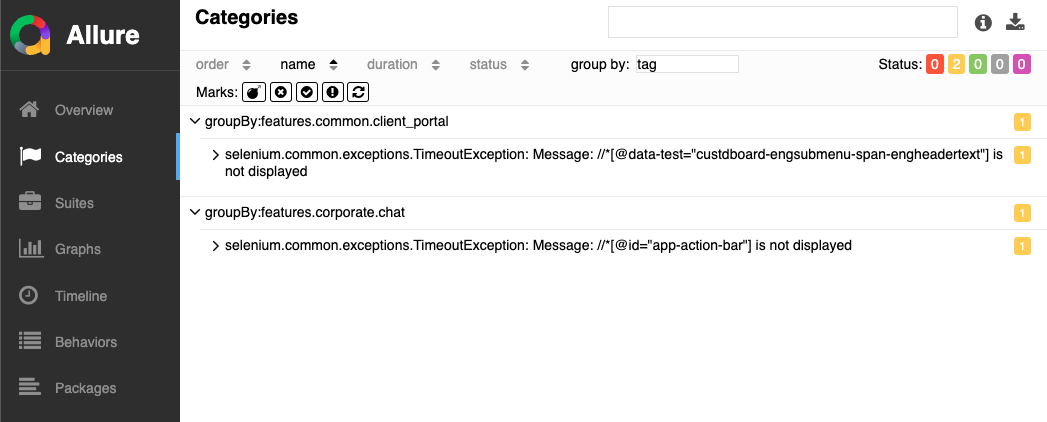 Allure
Overview
Categories
Suites
Graphs
Timeline
Behaviors
Packages
Categories
order name duration status group by: tag Status: 0 2 0 0 0
Marks:
groupBy:features.common.client_portal 1
selenium.common.exceptions.TimeoutException: Message: //*[@data-test="custdboard-engsubmenu-span-engheadertext"] is 1
not displayed
groupBy:features.corporate.chat 1
selenium.common.exceptions.TimeoutException: Message: //*[@id="app-action-bar"] is not displayed 1